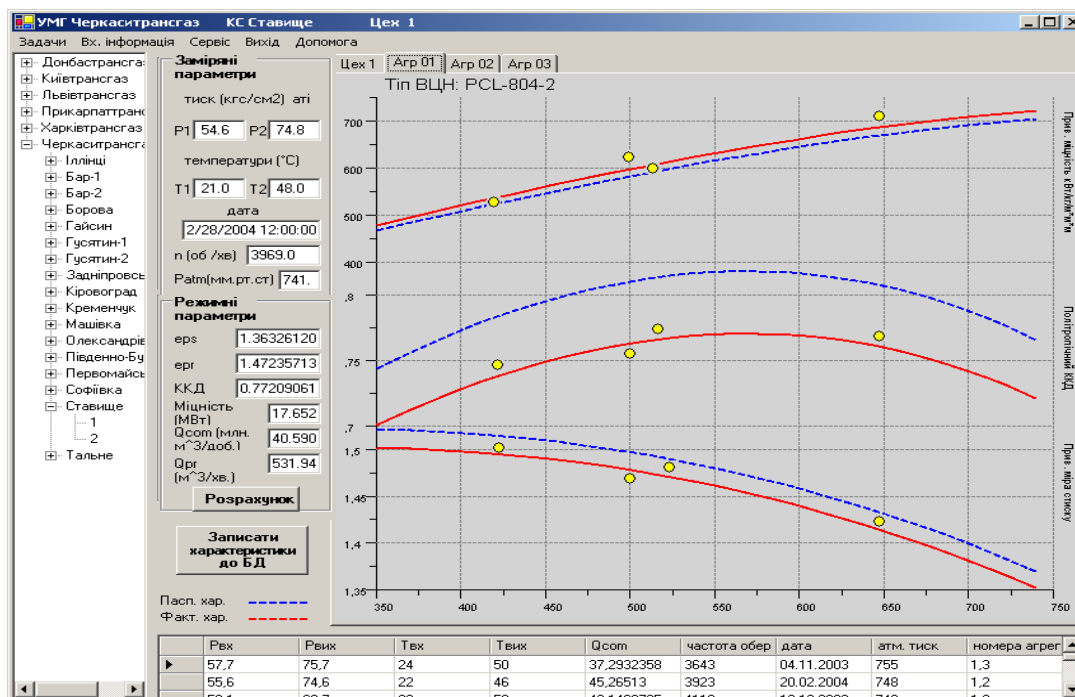 УМГ Черкаситрансгаз КС Ставище Цех 1
Задачи Вх. інформація Сервіс Вихід Допомога
Донбастрансга
Київтрансгаз
Львівтрансгаз
Прикарпаттранс
Харківтрансгаз
Черкаситрансга
Іллінці
Бар-1
Бар-2
Борова
Гайсин
Гусятин-1
Гусятин-2
Задніпровсь
Кіровоград
Кременчук
Машівка
Олександрів
Південно-Бу
Первомайсь
Софіївка
Ставище
1
2
Тальне
Заміряні
параметри
тиск (кгс/см2) аті
P1 54.6 P2 74.8
температури (°C)
T1 21.0 T2 48.0
дата
2/28/2004 12:00:00
n (об /хв) 3969.0
Patm(мм.рт.ст) 741.
Режимні
параметри
eps 1.36326120
epr 1.47235713
ККД 0.77209061
Міцність
(МВт) 17.652
Qcom (млн.
м^3/доб.) 40.590
Qpr
(м^3/хв.) 531.94
Розрахунок
Записати
характеристики
до БД
Пасп. хар.
Факт. хар.
Цех 1 Агр 01 Агр 02 Агр 03
Тіп ВЦН: PCL-804-2
700
600
500
400
,8
,75
,7
1,5
1,45
1,4
1,35
350 400 450 500 550 600 650 700 750
Прив. міцність кВт/кг/м*м*м
Політропічний ККД
Прив. міра стиску
Рвх Рвих Твх Твих Qcom частота обер дата атм. тиск номера агрег
57,7 75,7 24 50 37,2932358 3643 04.11.2003 755 1,3
55,6 74,6 22 46 45,26513 3923 20.02.2004 748 1,2